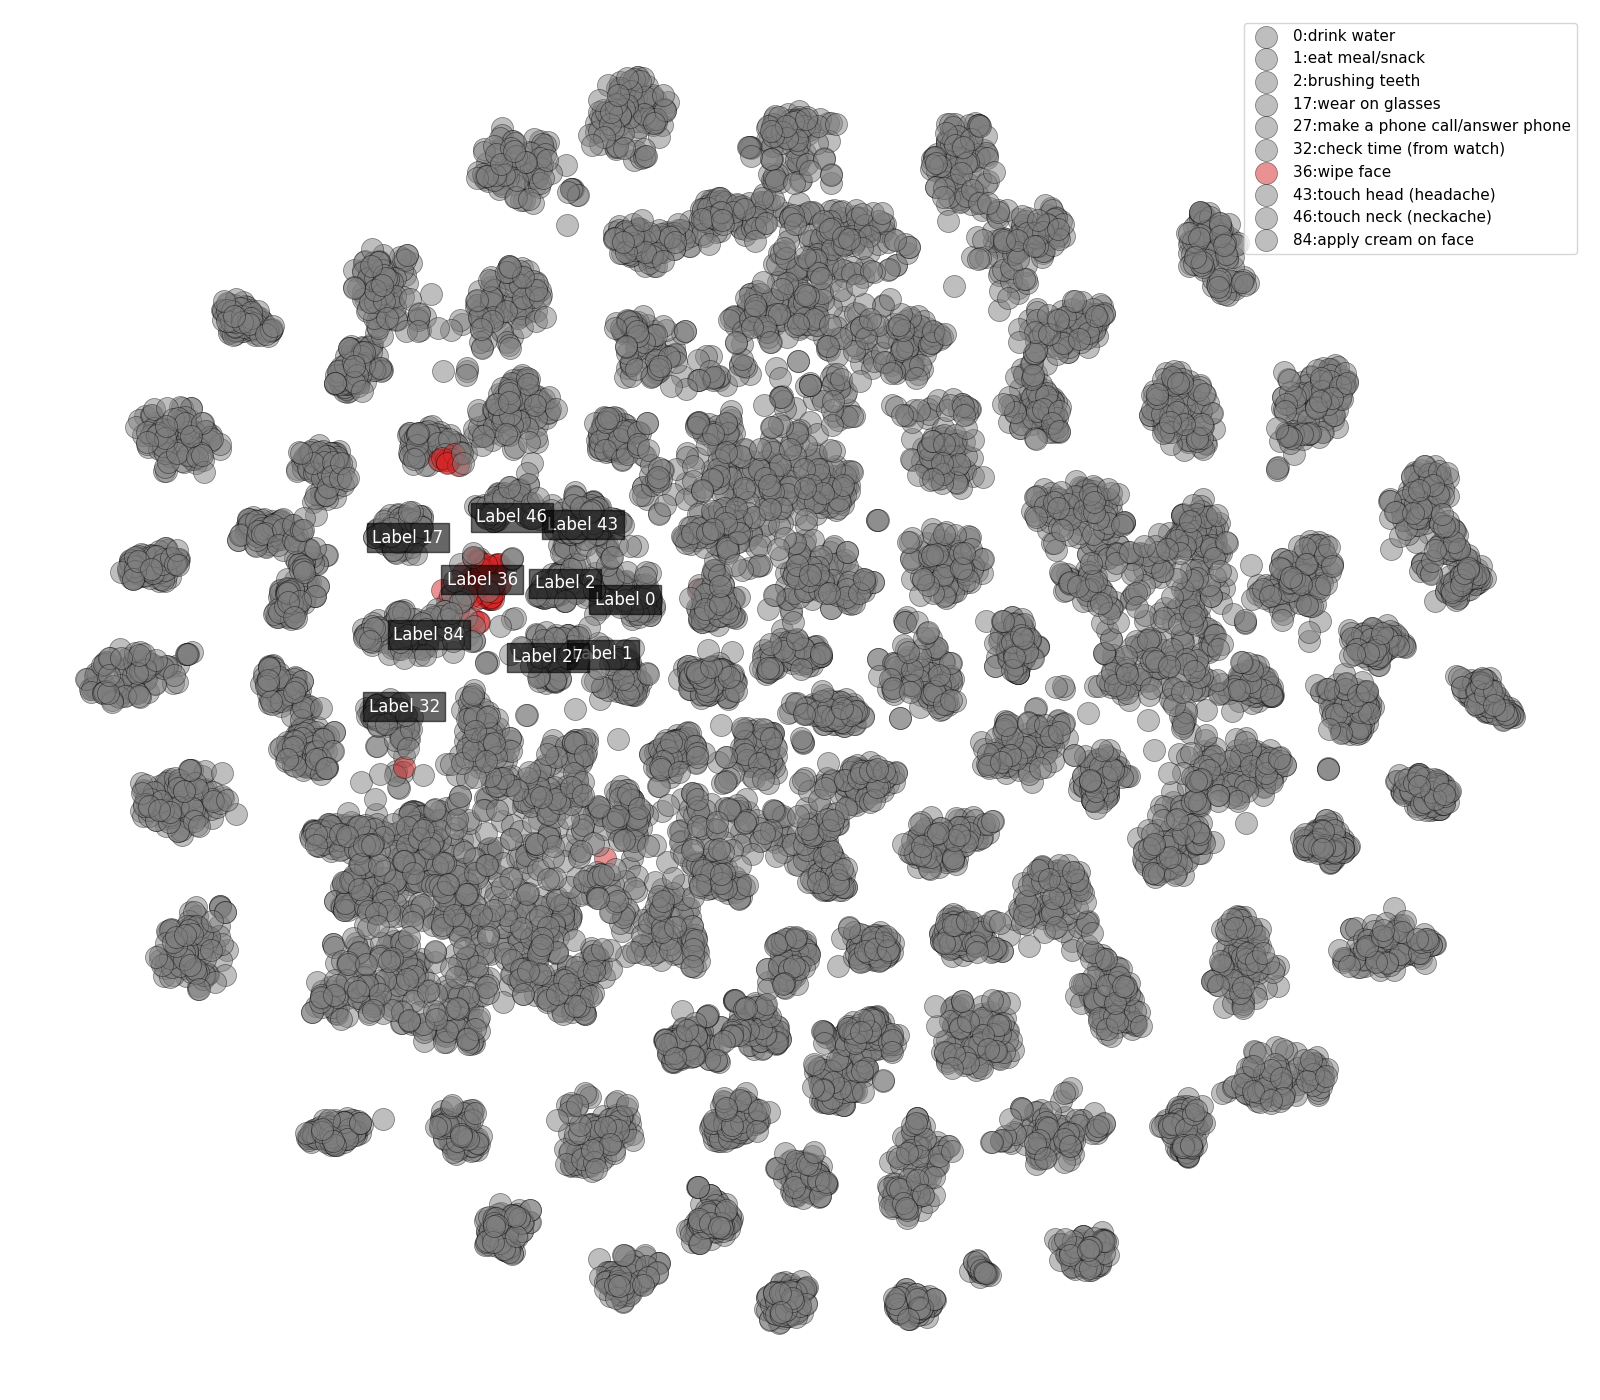 0:drink water
1:eat meal/snack
2:brushing teeth
17:wear on glasses
27:make a phone call/answer phone
32:check time (from watch)
36:wipe face
43:touch head (headache)
46:touch neck (neckache)
84:apply cream on face
Label 46
Label 43
Label 17
Label 36
Label 2
Label 0
Label 84
Label 27
Label 1
Label 32